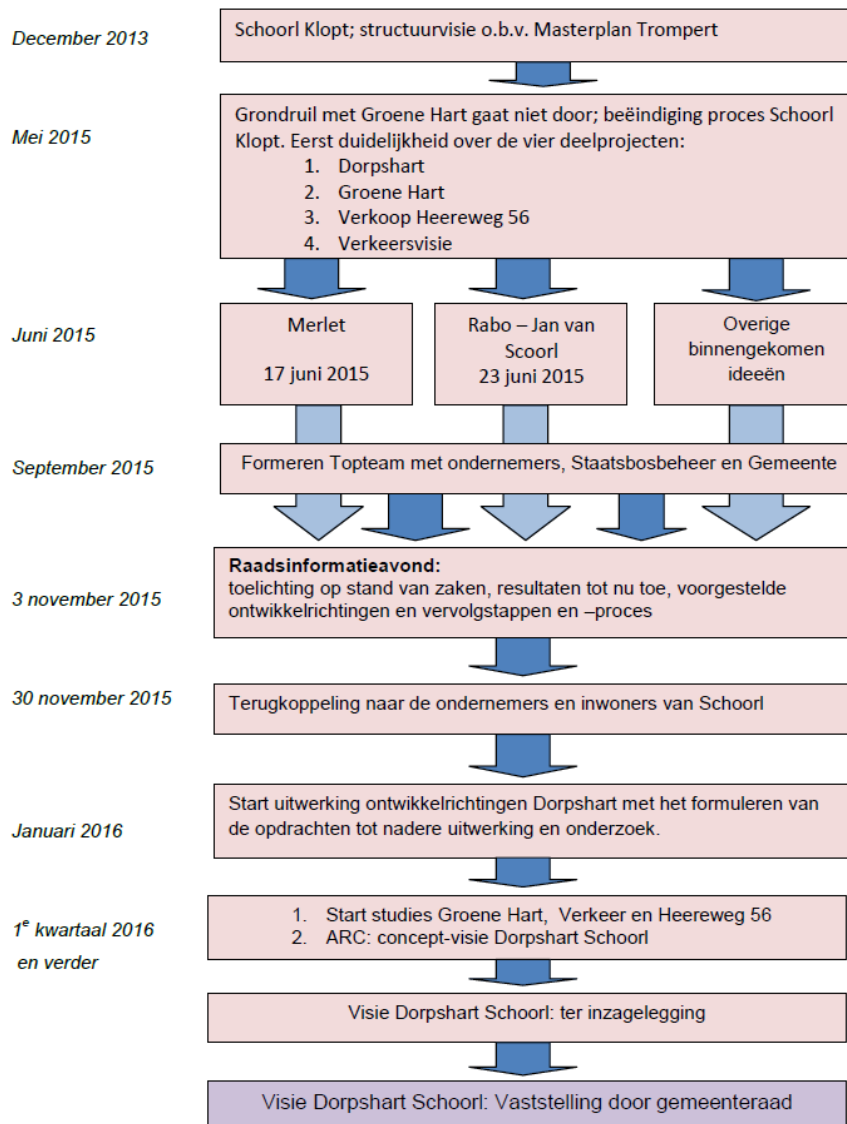 December 2013
Schoorl Klopt; structuurvisie o.b.v. Masterplan Trompert
Mei 2015
Grondruil met Groene Hart gaat niet door; beëindiging proces Schoorl
Klopt. Eerst duidelijkheid over de vier deelprojecten:
1. Dorpshart
2. Groene Hart
3. Verkoop Heereweg 56
4. Verkeersvisie
Juni 2015
Merlet
17 juni 2015
Rabo – Jan van
Scoorl
23 juni 2015
Overige
binnengekomen
ideeën
September 2015
Formeren Topteam met ondernemers, Staatsbosbeheer en Gemeente
3 november 2015
Raadsinformatieavond:
toelichting op stand van zaken, resultaten tot nu toe, voorgestelde
ontwikkelrichtingen en vervolgstappen en –proces
30 november 2015
Terugkoppeling naar de ondernemers en inwoners van Schoorl
Januari 2016
Start uitwerking ontwikkelrichtingen Dorpshart met het formuleren van
de opdrachten tot nadere uitwerking en onderzoek.
1e kwartaal 2016
en verder
1. Start studies Groene Hart, Verkeer en Heereweg 56
2. ARC: concept-visie Dorpshart Schoorl
Visie Dorpshart Schoorl: ter inzagelegging
Visie Dorpshart Schoorl: Vaststelling door gemeenteraad